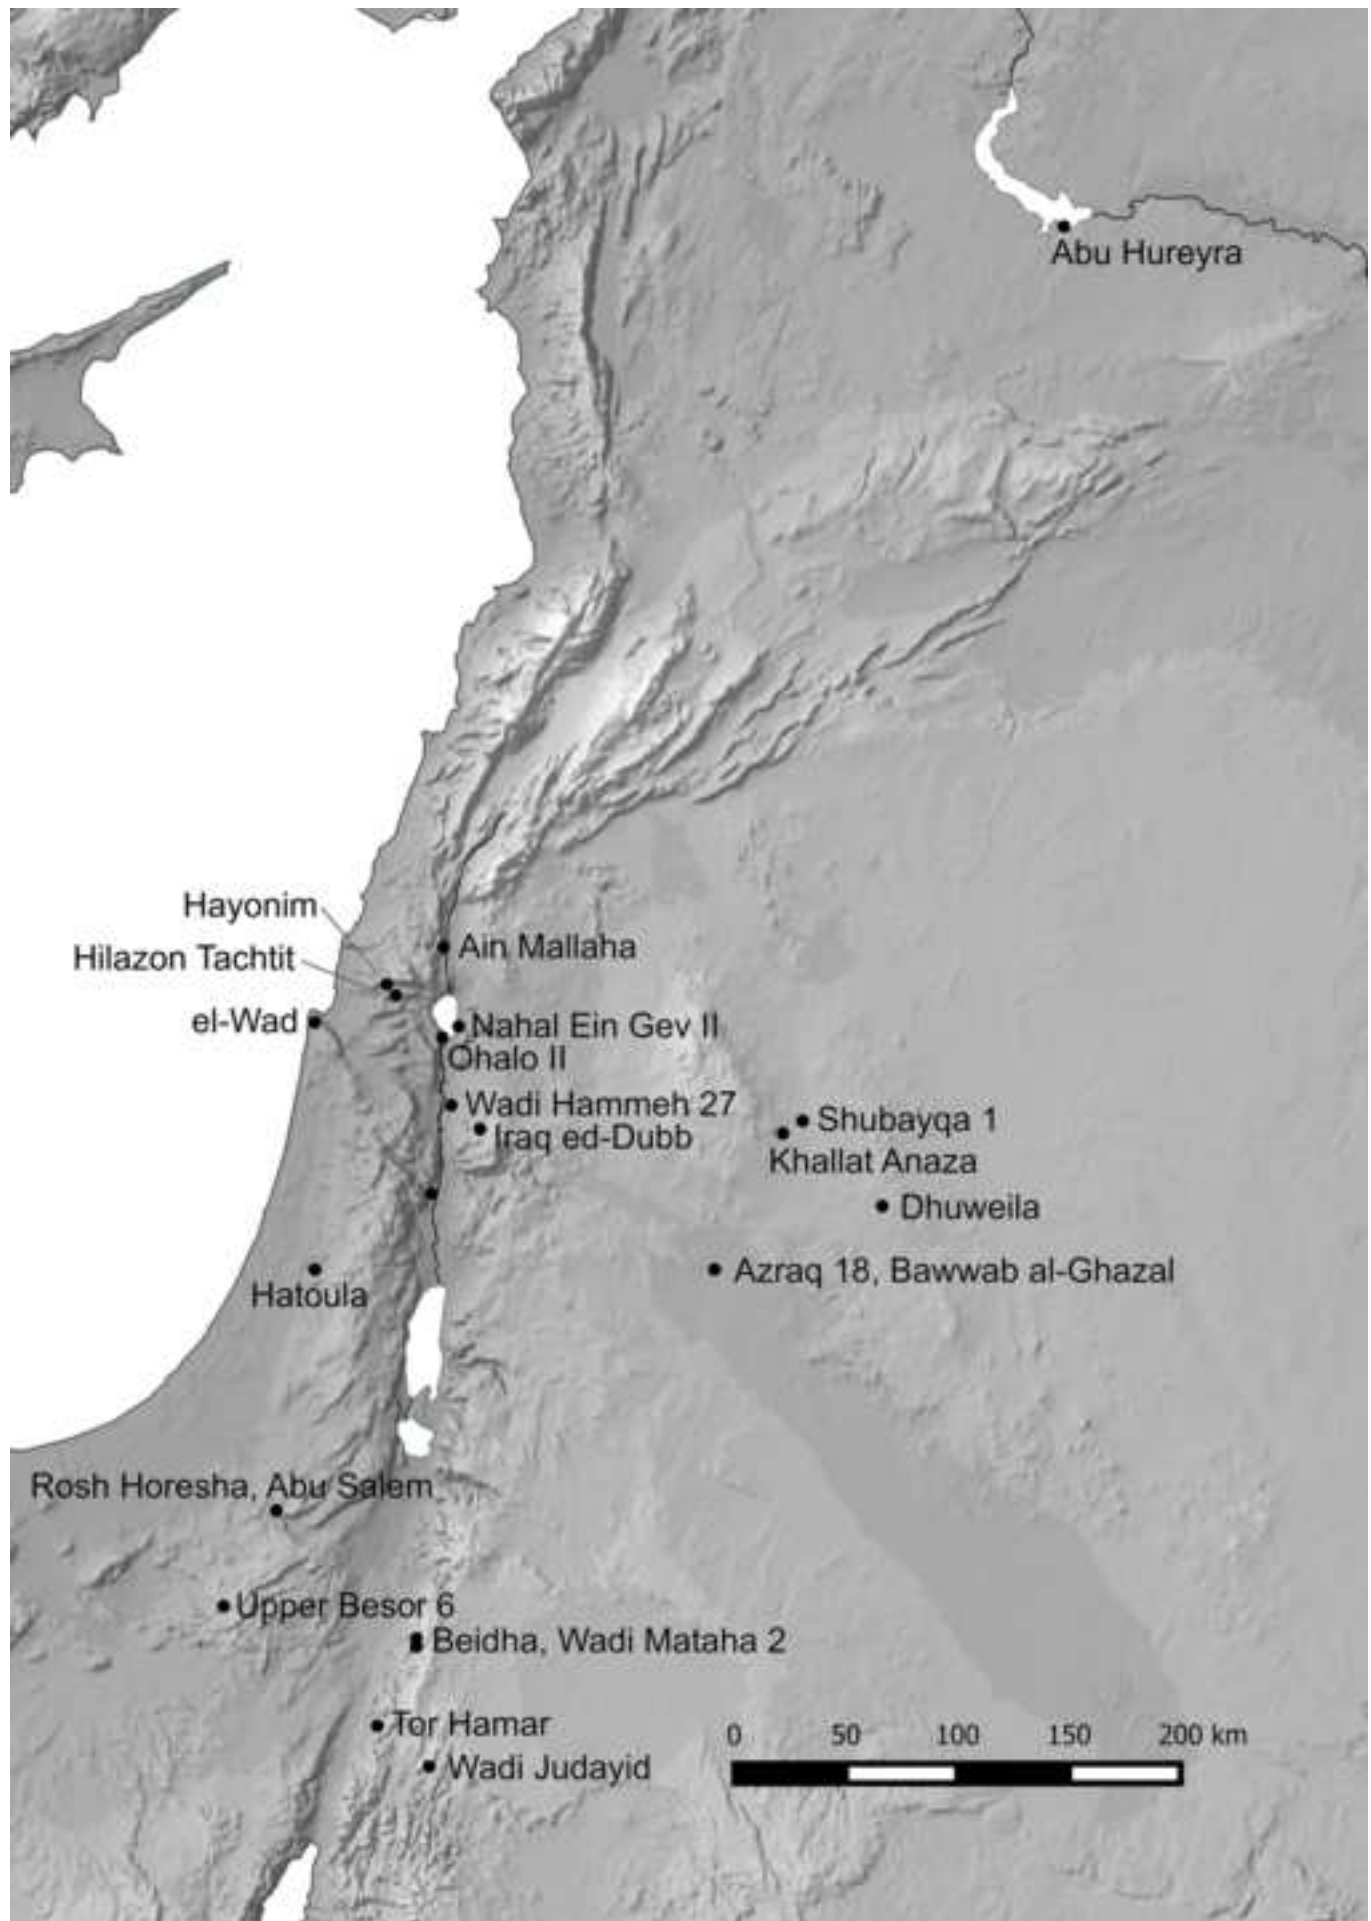 Abu Hureyra
Hayonim
Ain Mallaha
Hilazon Tachtit
el-Wad
Nahal Ein Gev II
Ohalo II
Wadi Hammeh 27
Iraq ed-Dubb
Shubayqa 1
Khallat Anaza
Dhuweila
Azraq 18, Bawwab al-Ghazal
Hatoula
Rosh Horesha, Abu Salem
Upper Besor 6
Beidha, Wadi Mataha 2
Tor Hamar
0 50 100 150 200 km
Wadi Judayid